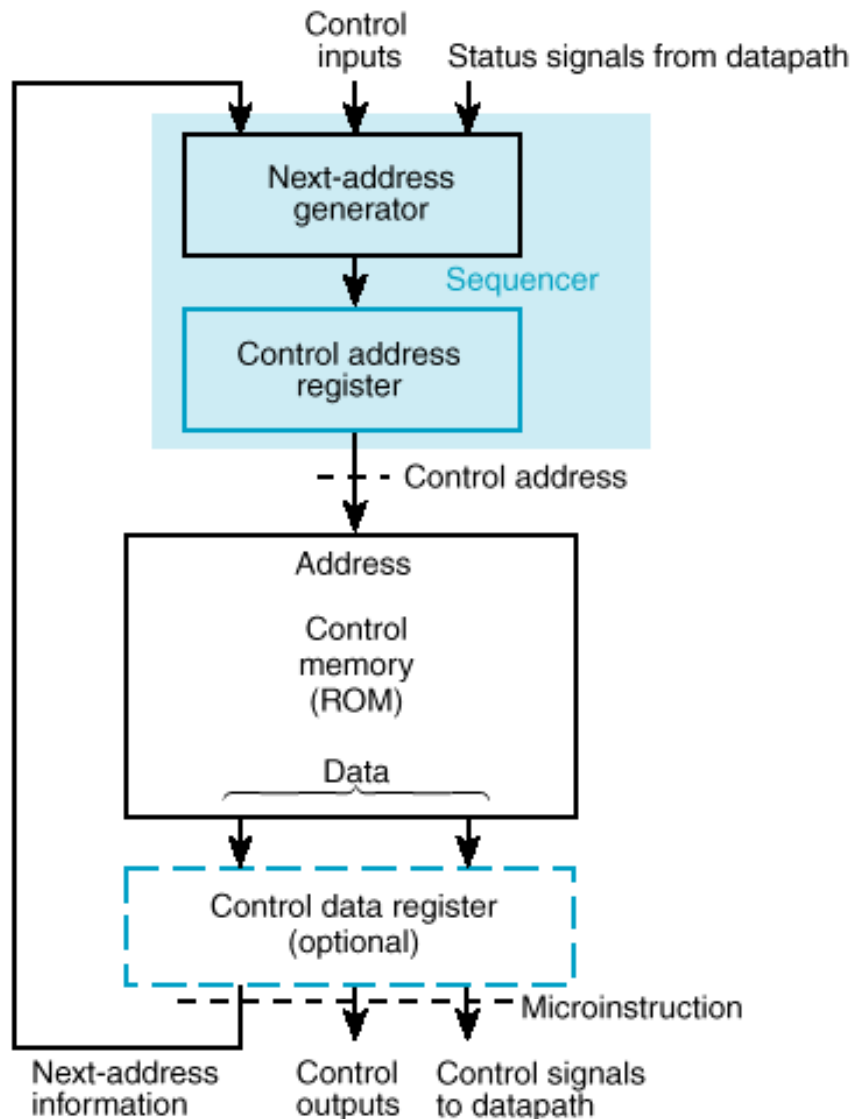 Control
inputs
Status signals from datapath
Next-address
generator
Sequencer
Control address
register
Control address
Address
Control
memory
(ROM)
Data
Control data register
(optional)
Microinstruction
Next-address
information
Control
outputs
Control signals
to datapath